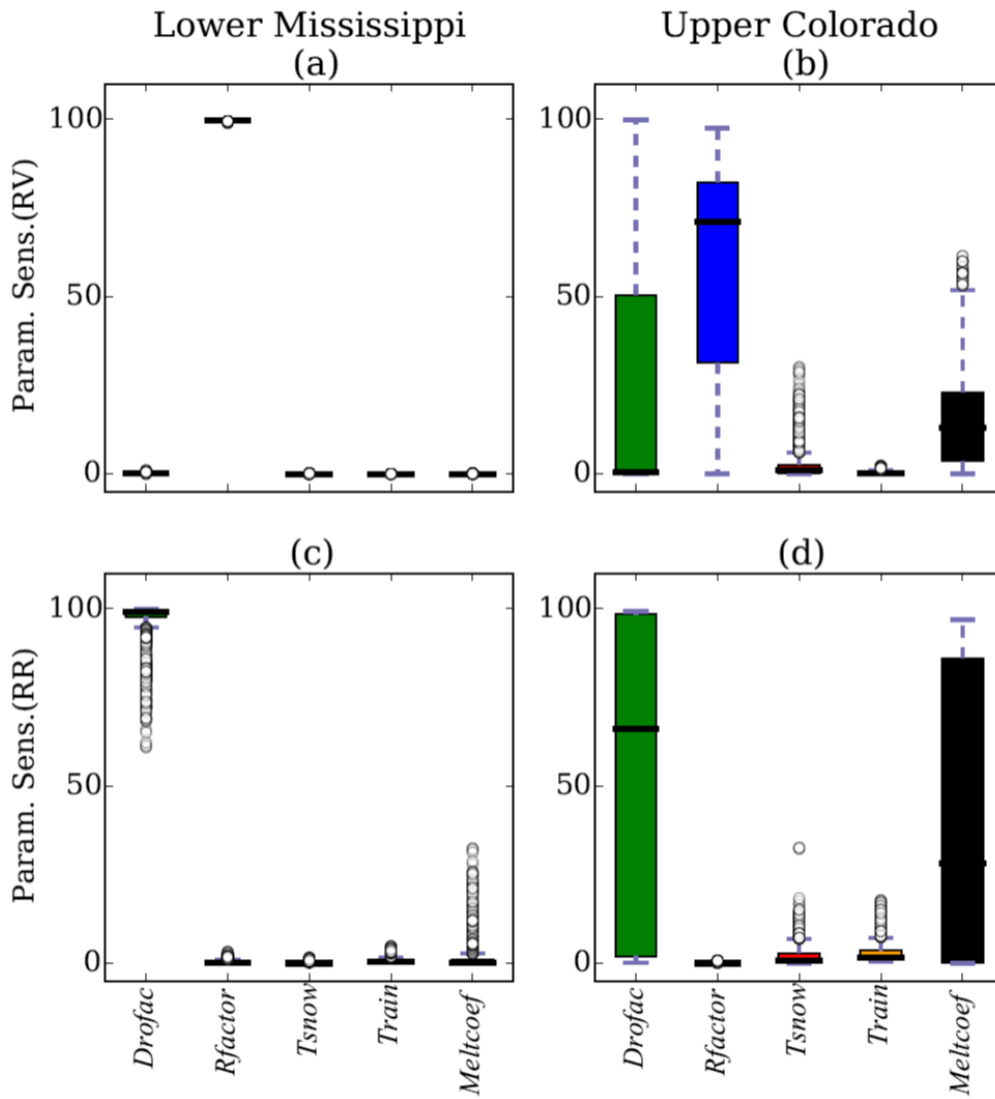 Lower Mississippi
Upper Colorado
(a)
(b)
Param. Sens.(RV)
100
50
0
100
50
0
(c)
(d)
Param. Sens.(RR)
100
50
0
100
50
0
Drofac
Rfactor
Tsnow
Train
Meltcoef
Drofac
Rfactor
Tsnow
Train
Meltcoef